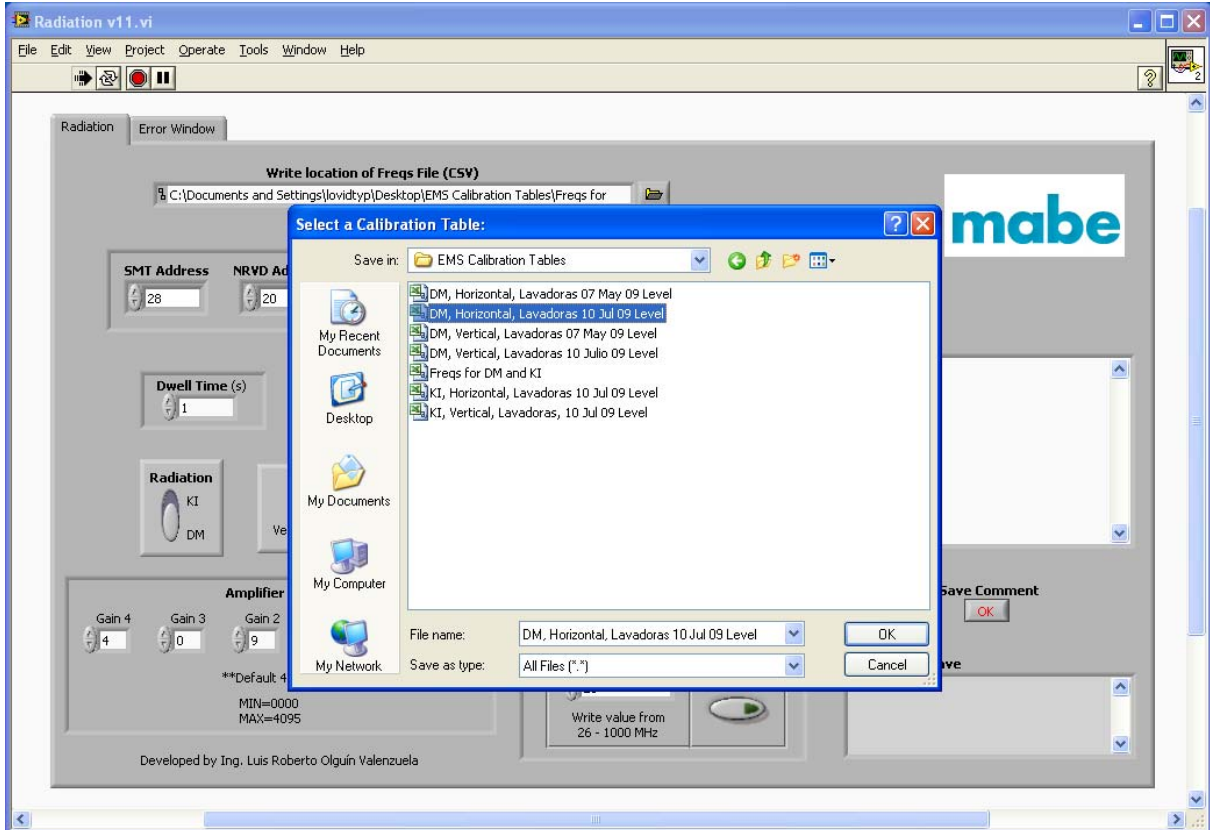 Radiation v11.vi
File Edit View Project Operate Tools Window Help
2
Radiation Error Window
Write location of Freqs File (CSV)
C:\Documents and Settings\lovidtyp\Desktop\EMS Calibration Tables\Freqs for
mabe
SMT Address NRVD Ad
28 20
Dwell Time (s)
1
Radiation
KI
DM
Ve
Select a Calibration Table:
Save in: EMS Calibration Tables
My Recent Documents
Desktop
My Documents
My Computer
My Network
DM, Horizontal, Lavadoras 07 May 09 Level
DM, Horizontal, Lavadoras 10 Jul 09 Level
DM, Vertical, Lavadoras 07 May 09 Level
DM, Vertical, Lavadoras 10 Julio 09 Level
Freqs for DM and KI
KI, Horizontal, Lavadoras 10 Jul 09 Level
KI, Vertical, Lavadoras, 10 Jul 09 Level
File name: DM, Horizontal, Lavadoras 10 Jul 09 Level OK
Save as type: All Files (*.*) Cancel
Amplifier
Gain 4 Gain 3 Gain 2
4 0 9
**Default 4
MIN=0000
MAX=4095
Write value from
26 - 1000 MHz
Save Comment
OK
ve
Developed by Ing. Luis Roberto Olguín Valenzuela